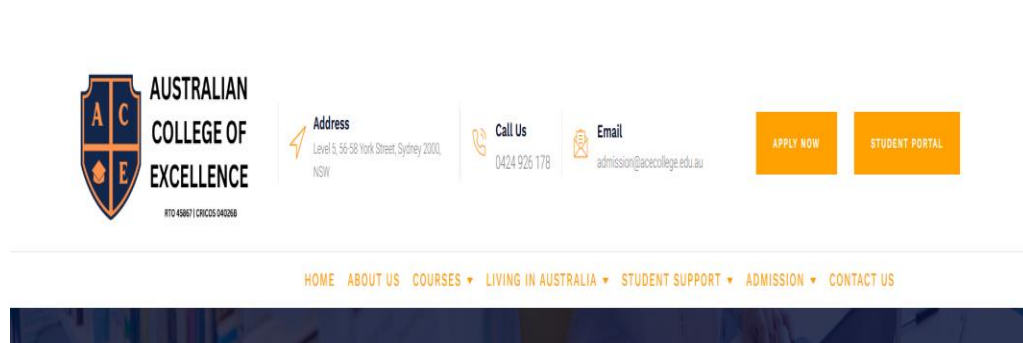 A C
E
AUSTRALIAN
COLLEGE OF
EXCELLENCE
RTO 45867 | CRICOS 04026B
Address
Level 5, 56-58 York Street, Sydney 2000,
NSW
Call Us
0424 926 178
Email
admission@acecollege.edu.au
APPLY NOW
STUDENT PORTAL
HOME ABOUT US COURSES LIVING IN AUSTRALIA STUDENT SUPPORT ADMISSION CONTACT US